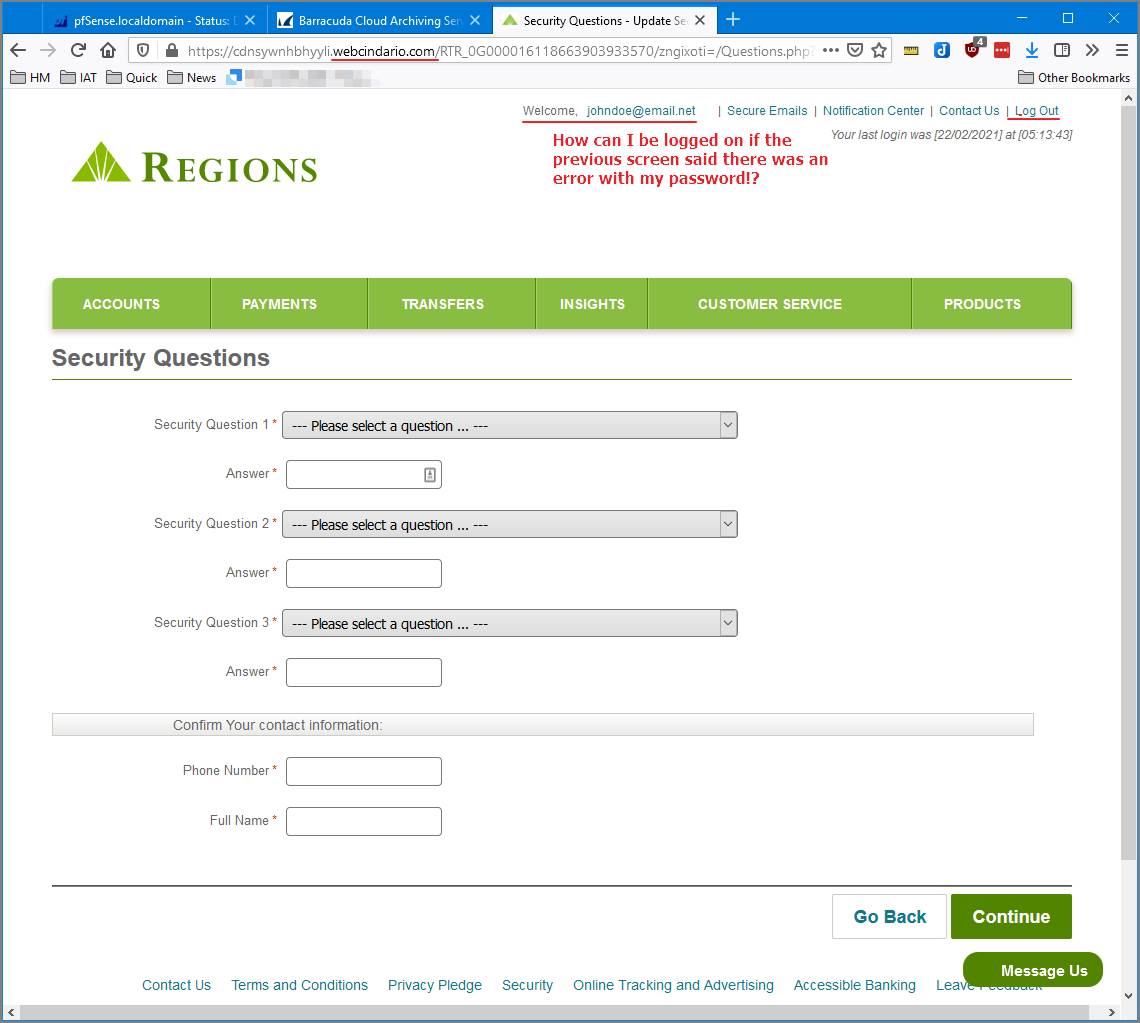 pfSense.localdomain - Status: D
Barracuda Cloud Archiving Ser
Security Questions - Update Se
https://cdnsywnhbhyyli.webcindario.com/RTR_0G000016118663903933570/zngixoti=/Questions.php?
4
HM IAT Quick News Other Bookmarks
Welcome, johndoe@email.net | Secure Emails | Notification Center | Contact Us | Log Out
Your last login was [22/02/2021] at [05:13:43]
How can I be logged on if the
previous screen said there was an
error with my password!?
REGIONS
ACCOUNTS PAYMENTS TRANSFERS INSIGHTS CUSTOMER SERVICE PRODUCTS
Security Questions
Security Question 1 * --- Please select a question ... ---
Answer *
Security Question 2 * --- Please select a question ... ---
Answer *
Security Question 3 * --- Please select a question ... ---
Answer *
Confirm Your contact information:
Phone Number *
Full Name *
Go Back Continue
Message Us
Contact Us Terms and Conditions Privacy Pledge Security Online Tracking and Advertising Accessible Banking Leave Feedback